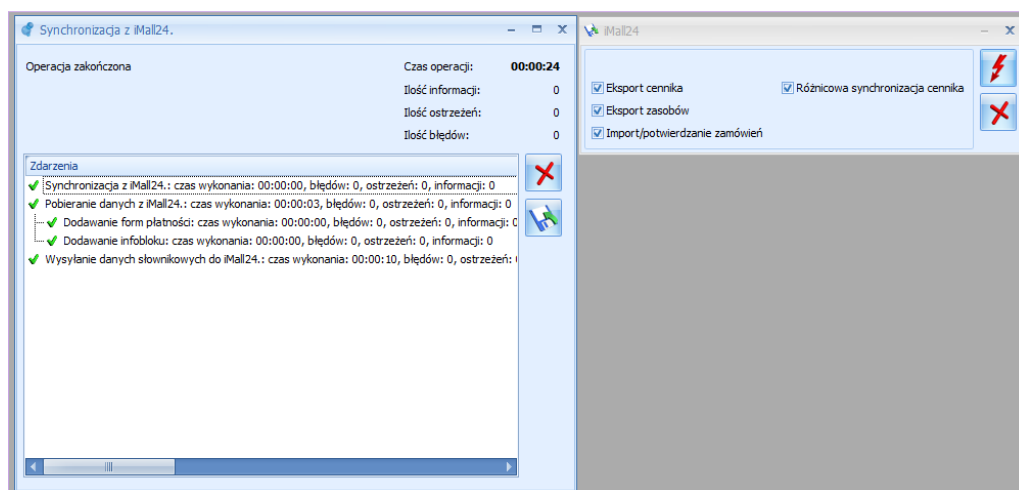 Synchronizacja z iMall24.
Operacja zakończona
Czas operacji: 00:00:24
Ilość informacji: 0
Ilość ostrzeżeń: 0
Ilość błędów: 0
Zdarzenia
Synchronizacja z iMall24.: czas wykonania: 00:00:00, błędów: 0, ostrzeżeń: 0, informacji: 0
Pobieranie danych z iMall24.: czas wykonania: 00:00:03, błędów: 0, ostrzeżeń: 0, informacji: 0
Dodawanie form płatności: czas wykonania: 00:00:00, błędów: 0, ostrzeżeń: 0, informacji:
Dodawanie infobloku: czas wykonania: 00:00:00, błędów: 0, ostrzeżeń: 0, informacji: 0
Wysyłanie danych słownikowych do iMall24.: czas wykonania: 00:00:10, błędów: 0, ostrzeżeń:
iMall24
Eksport cennika
Różnicowa synchronizacja cennika
Eksport zasobów
Import/potwierdzanie zamówień